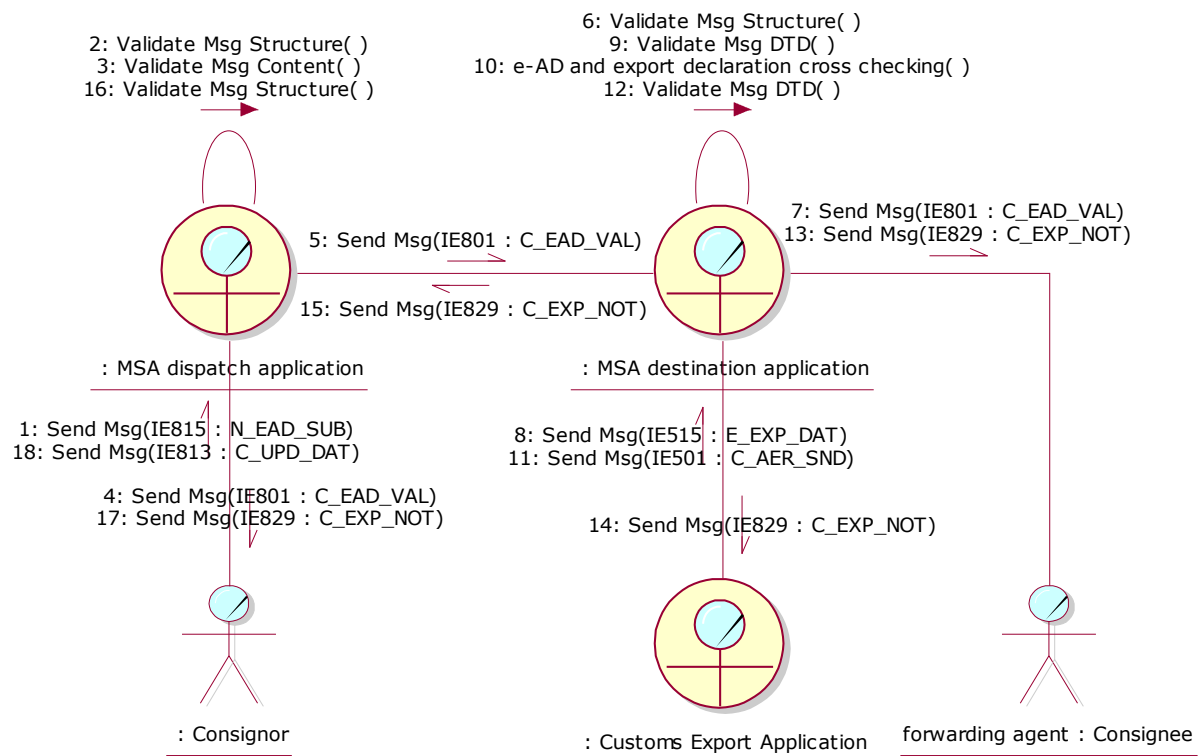 6: Validate Msg Structure( )
9: Validate Msg DTD( )
10: e-AD and export declaration cross checking( )
12: Validate Msg DTD( )
2: Validate Msg Structure( )
3: Validate Msg Content( )
16: Validate Msg Structure( )
7: Send Msg(IE801 : C_EAD_VAL)
13: Send Msg(IE829 : C_EXP_NOT)
5: Send Msg(IE801 : C_EAD_VAL)
15: Send Msg(IE829 : C_EXP_NOT)
: MSA dispatch application
: MSA destination application
1: Send Msg(IE815 : N_EAD_SUB)
18: Send Msg(IE813 : C_UPD_DAT)
8: Send Msg(IE515 : E_EXP_DAT)
11: Send Msg(IE501 : C_AER_SND)
4: Send Msg(IE801 : C_EAD_VAL)
17: Send Msg(IE829 : C_EXP_NOT)
14: Send Msg(IE829 : C_EXP_NOT)
: Consignor
: Customs Export Application
forwarding agent : Consignee